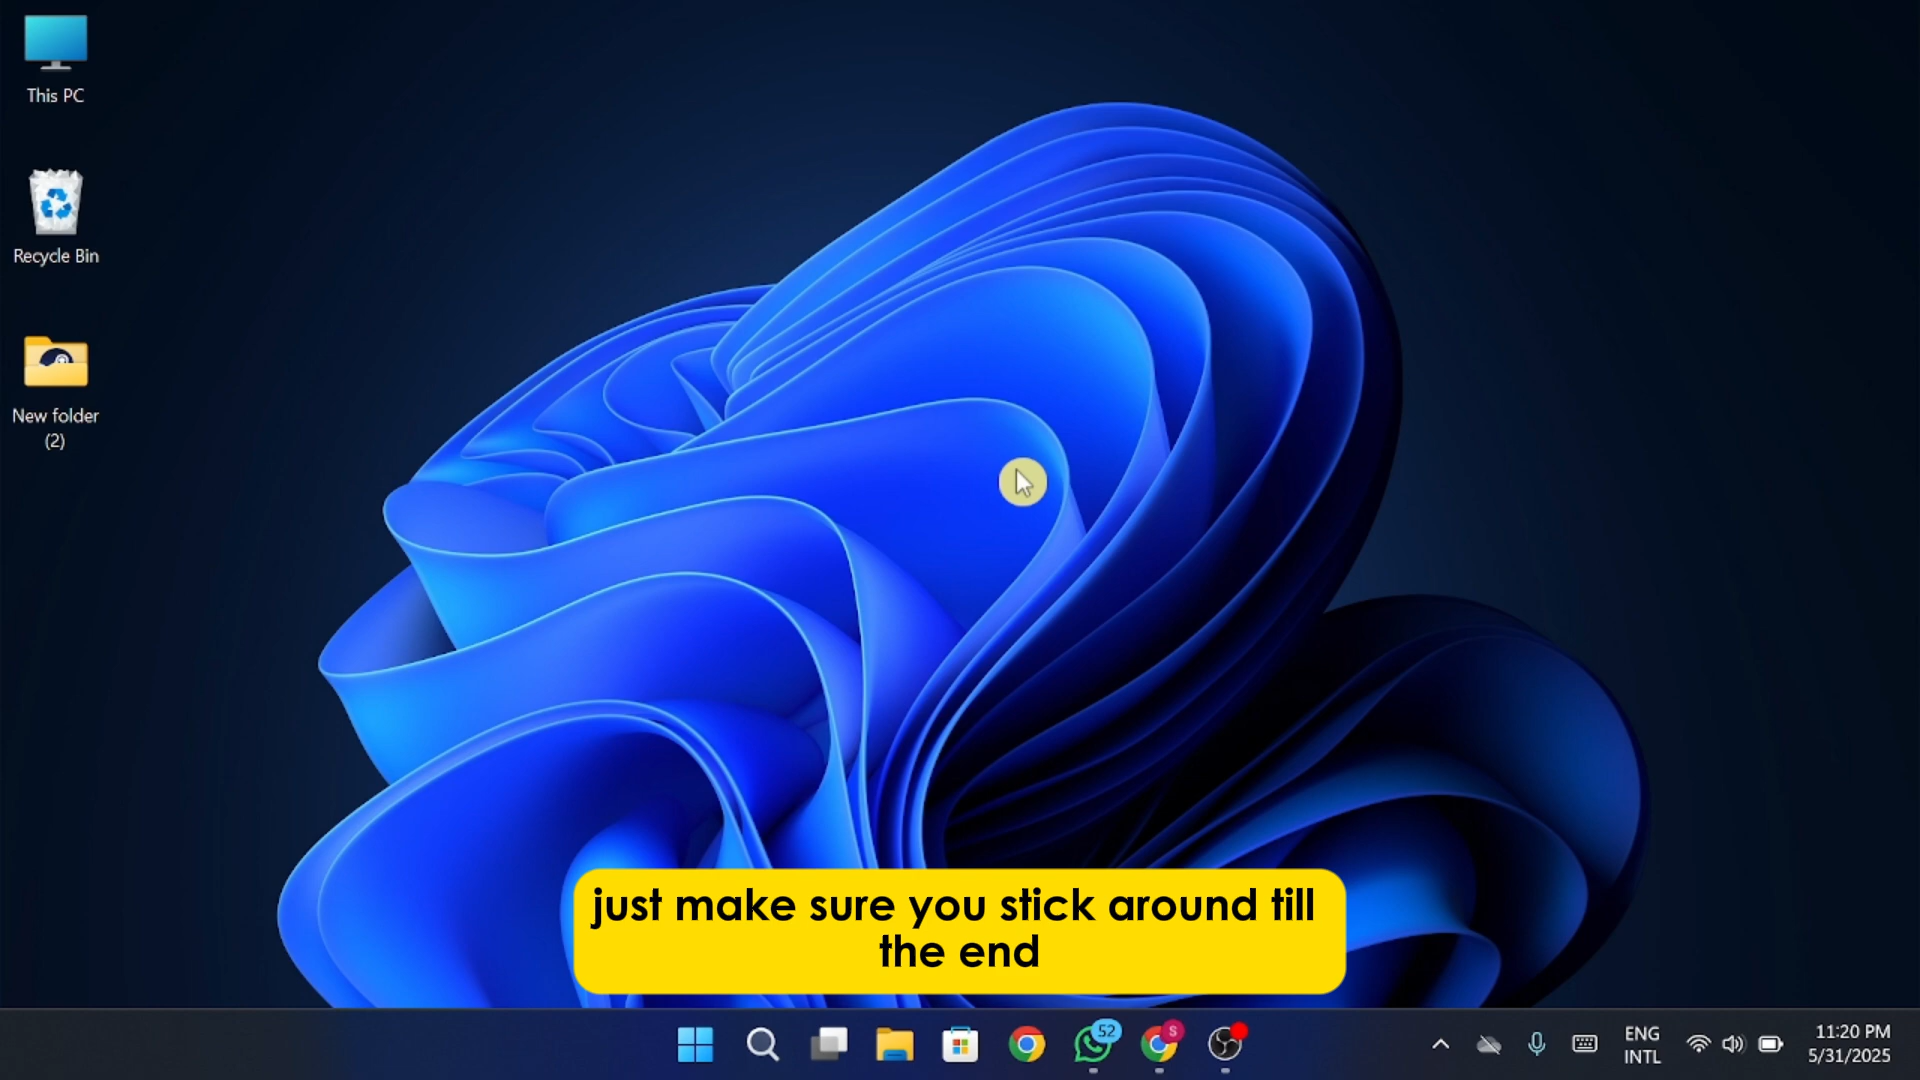 This PC
Recycle Bin
New folder
(2)
just make sure you stick around till
the end
52
S
ENG
INTL
11:20 PM
5/31/2025